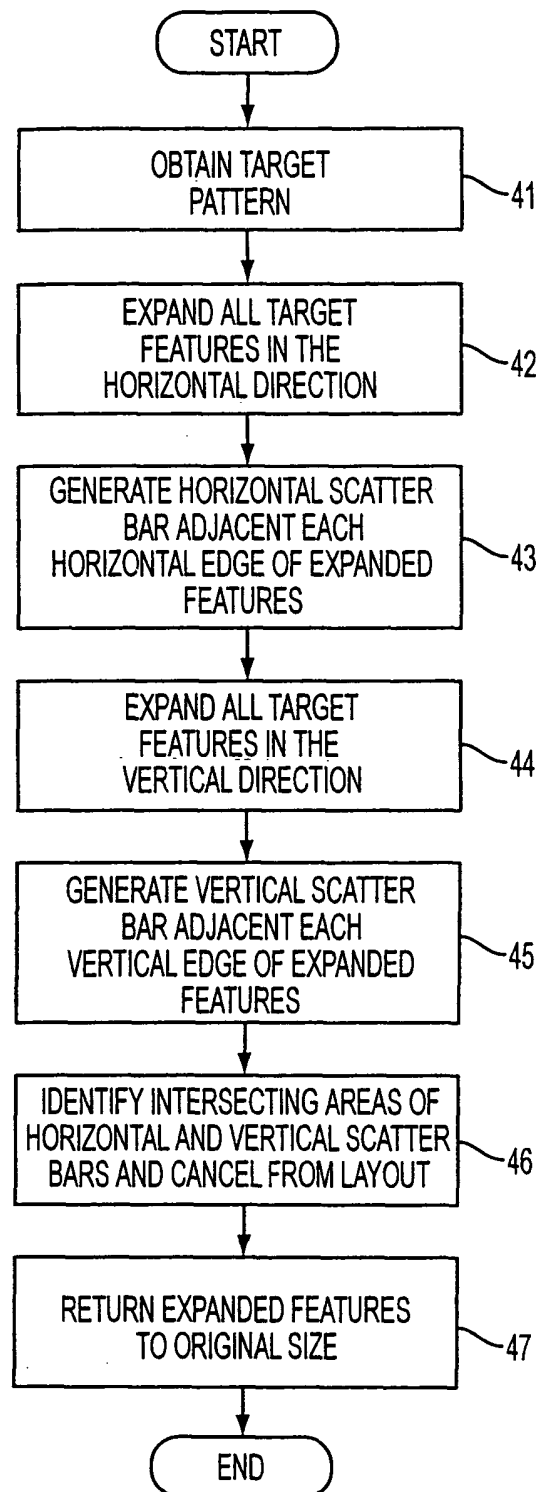 START
OBTAIN TARGET
PATTERN
41
EXPAND ALL TARGET
FEATURES IN THE
HORIZONTAL DIRECTION
42
GENERATE HORIZONTAL SCATTER
BAR ADJACENT EACH
HORIZONTAL EDGE OF EXPANDED
FEATURES
43
EXPAND ALL TARGET
FEATURES IN THE
VERTICAL DIRECTION
44
GENERATE VERTICAL SCATTER
BAR ADJACENT EACH
VERTICAL EDGE OF EXPANDED
FEATURES
45
IDENTIFY INTERSECTING AREAS OF
HORIZONTAL AND VERTICAL SCATTER
BARS AND CANCEL FROM LAYOUT
46
RETURN EXPANDED FEATURES
TO ORIGINAL SIZE
47
END